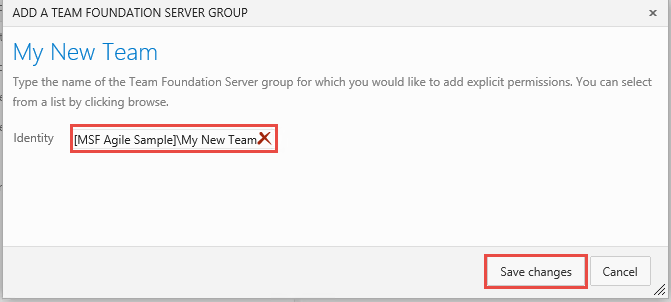 ADD A TEAM FOUNDATION SERVER GROUP
My New Team
Type the name of the Team Foundation Server group for which you would like to add explicit permissions. You can select
from a list by clicking browse.
Identity [MSF Agile Sample]\My New Team
Save changes Cancel